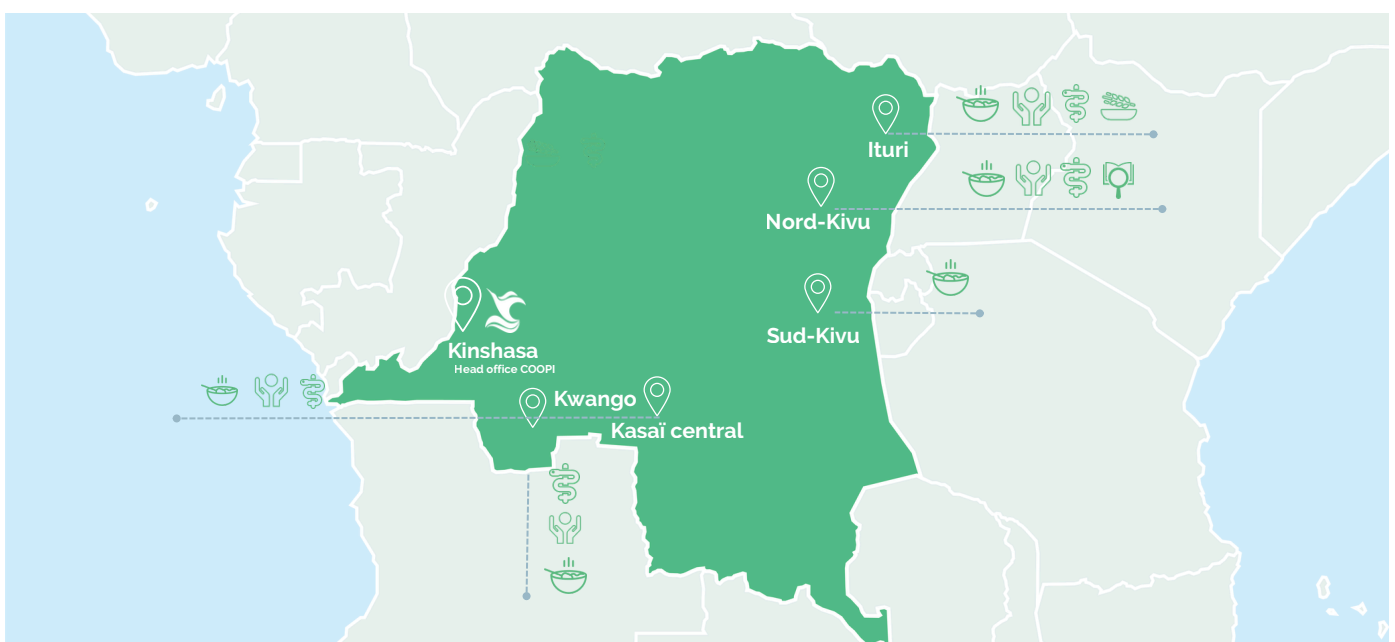 Ituri
Nord-Kivu
Sud-Kivu
Kinshasa
Head office COOPI
Kwango
Kasaï central